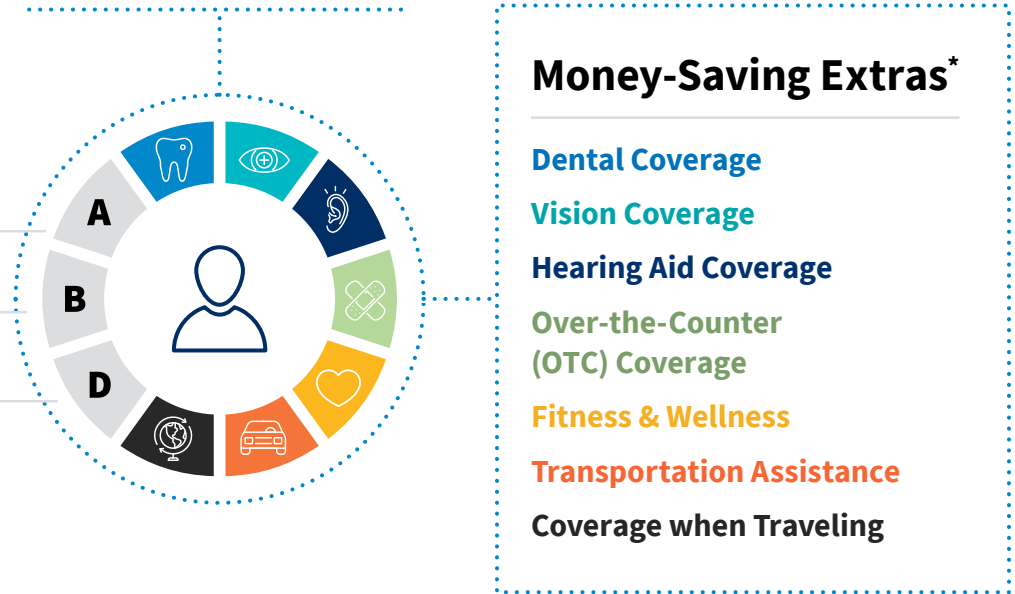 A
B
D
Money-Saving Extras*
Dental Coverage
Vision Coverage
Hearing Aid Coverage
Over-the-Counter
(OTC) Coverage
Fitness & Wellness
Transportation Assistance
Coverage when Traveling